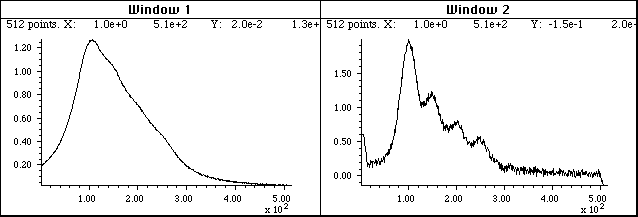 Window 1
512 points. X: 1.0e+0 5.1e+2 Y: 2.0e-2 1.3e+
1.20
1.00
0.80
0.60
0.40
0.20
1.00 2.00 3.00 4.00 5.00
x 10²
Window 2
512 points. X: 1.0e+0 5.1e+2 Y: -1.5e-1 2.0e-
1.50
1.00
0.50
0.00
1.00 2.00 3.00 4.00 5.00
x 10²